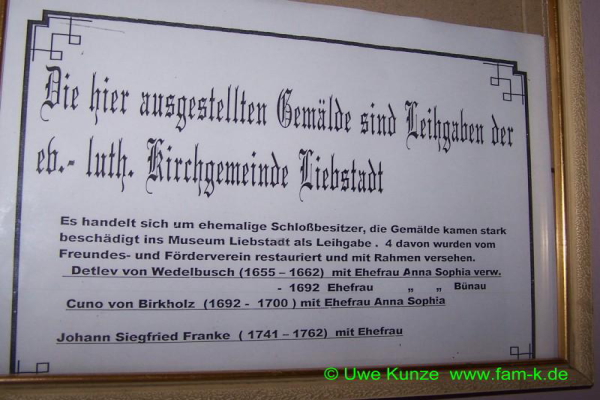 Die hier ausgestellten Gemälde sind Leihgaben der
ev.- luth. Kirchgemeinde Liebstadt
Es handelt sich um ehemalige Schloßbesitzer, die Gemälde kamen stark
beschädigt ins Museum Liebstadt als Leihgabe . 4 davon wurden vom
Freundes- und Förderverein restauriert und mit Rahmen versehen.
Detlev von Wedelbusch (1655 – 1662) mit Ehefrau Anna Sophia verw.
- 1692 Ehefrau „ „ Bünau
Cuno von Birkholz (1692 - 1700 ) mit Ehefrau Anna Sophia
Johann Siegfried Franke ( 1741 – 1762) mit Ehefrau
© Uwe Kunze www.fam-k.de